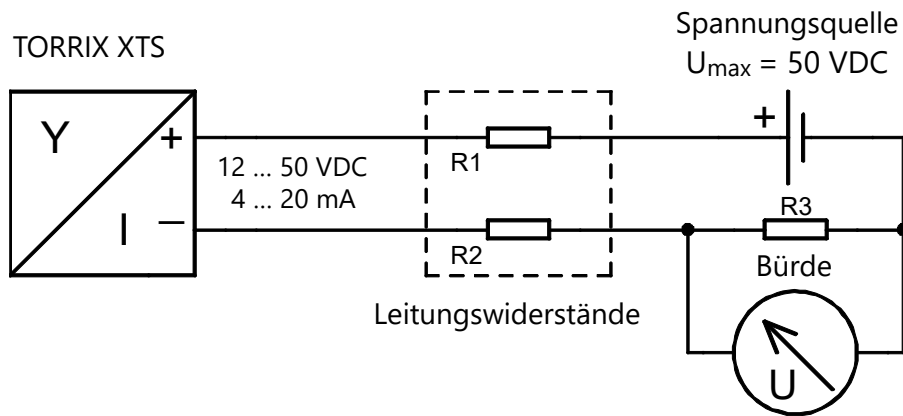 TORRIX XTS
Spannungsquelle
Umax = 50 VDC
Y
+
I
—
12 ... 50 VDC
4 ... 20 mA
R1
R2
Leitungswiderstände
+
R3
Bürde
U